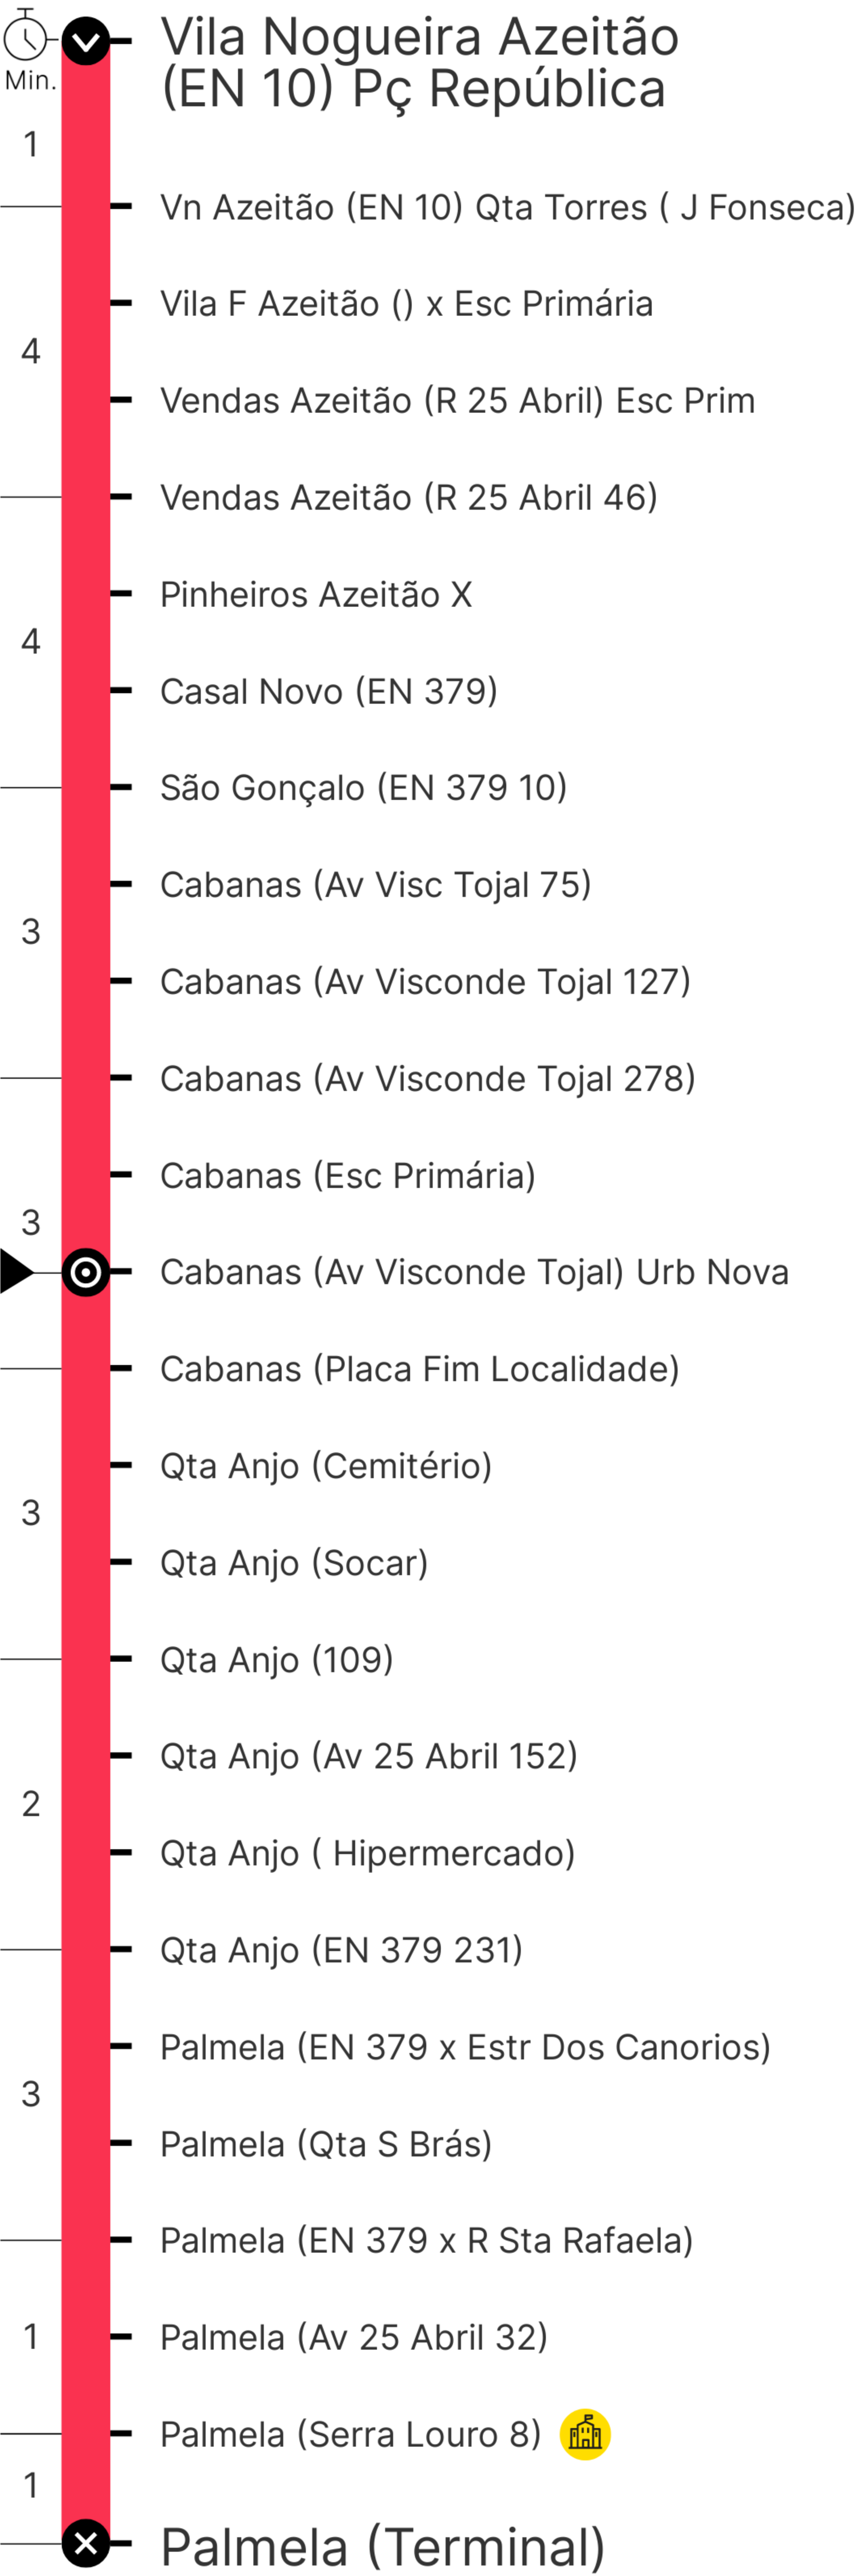 Vila Nogueira Azeitão
(EN 10) Pç República
Min.
1
Vn Azeitão (EN 10) Qta Torres ( J Fonseca)
Vila F Azeitão () x Esc Primária
4
Vendas Azeitão (R 25 Abril) Esc Prim
Vendas Azeitão (R 25 Abril 46)
Pinheiros Azeitão X
4
Casal Novo (EN 379)
São Gonçalo (EN 379 10)
Cabanas (Av Visc Tojal 75)
3
Cabanas (Av Visconde Tojal 127)
Cabanas (Av Visconde Tojal 278)
Cabanas (Esc Primária)
3
Cabanas (Av Visconde Tojal) Urb Nova
Cabanas (Placa Fim Localidade)
Qta Anjo (Cemitério)
3
Qta Anjo (Socar)
Qta Anjo (109)
Qta Anjo (Av 25 Abril 152)
2
Qta Anjo ( Hipermercado)
Qta Anjo (EN 379 231)
Palmela (EN 379 x Estr Dos Canorios)
3
Palmela (Qta S Brás)
Palmela (EN 379 x R Sta Rafaela)
1
Palmela (Av 25 Abril 32)
Palmela (Serra Louro 8)
1
Palmela (Terminal)